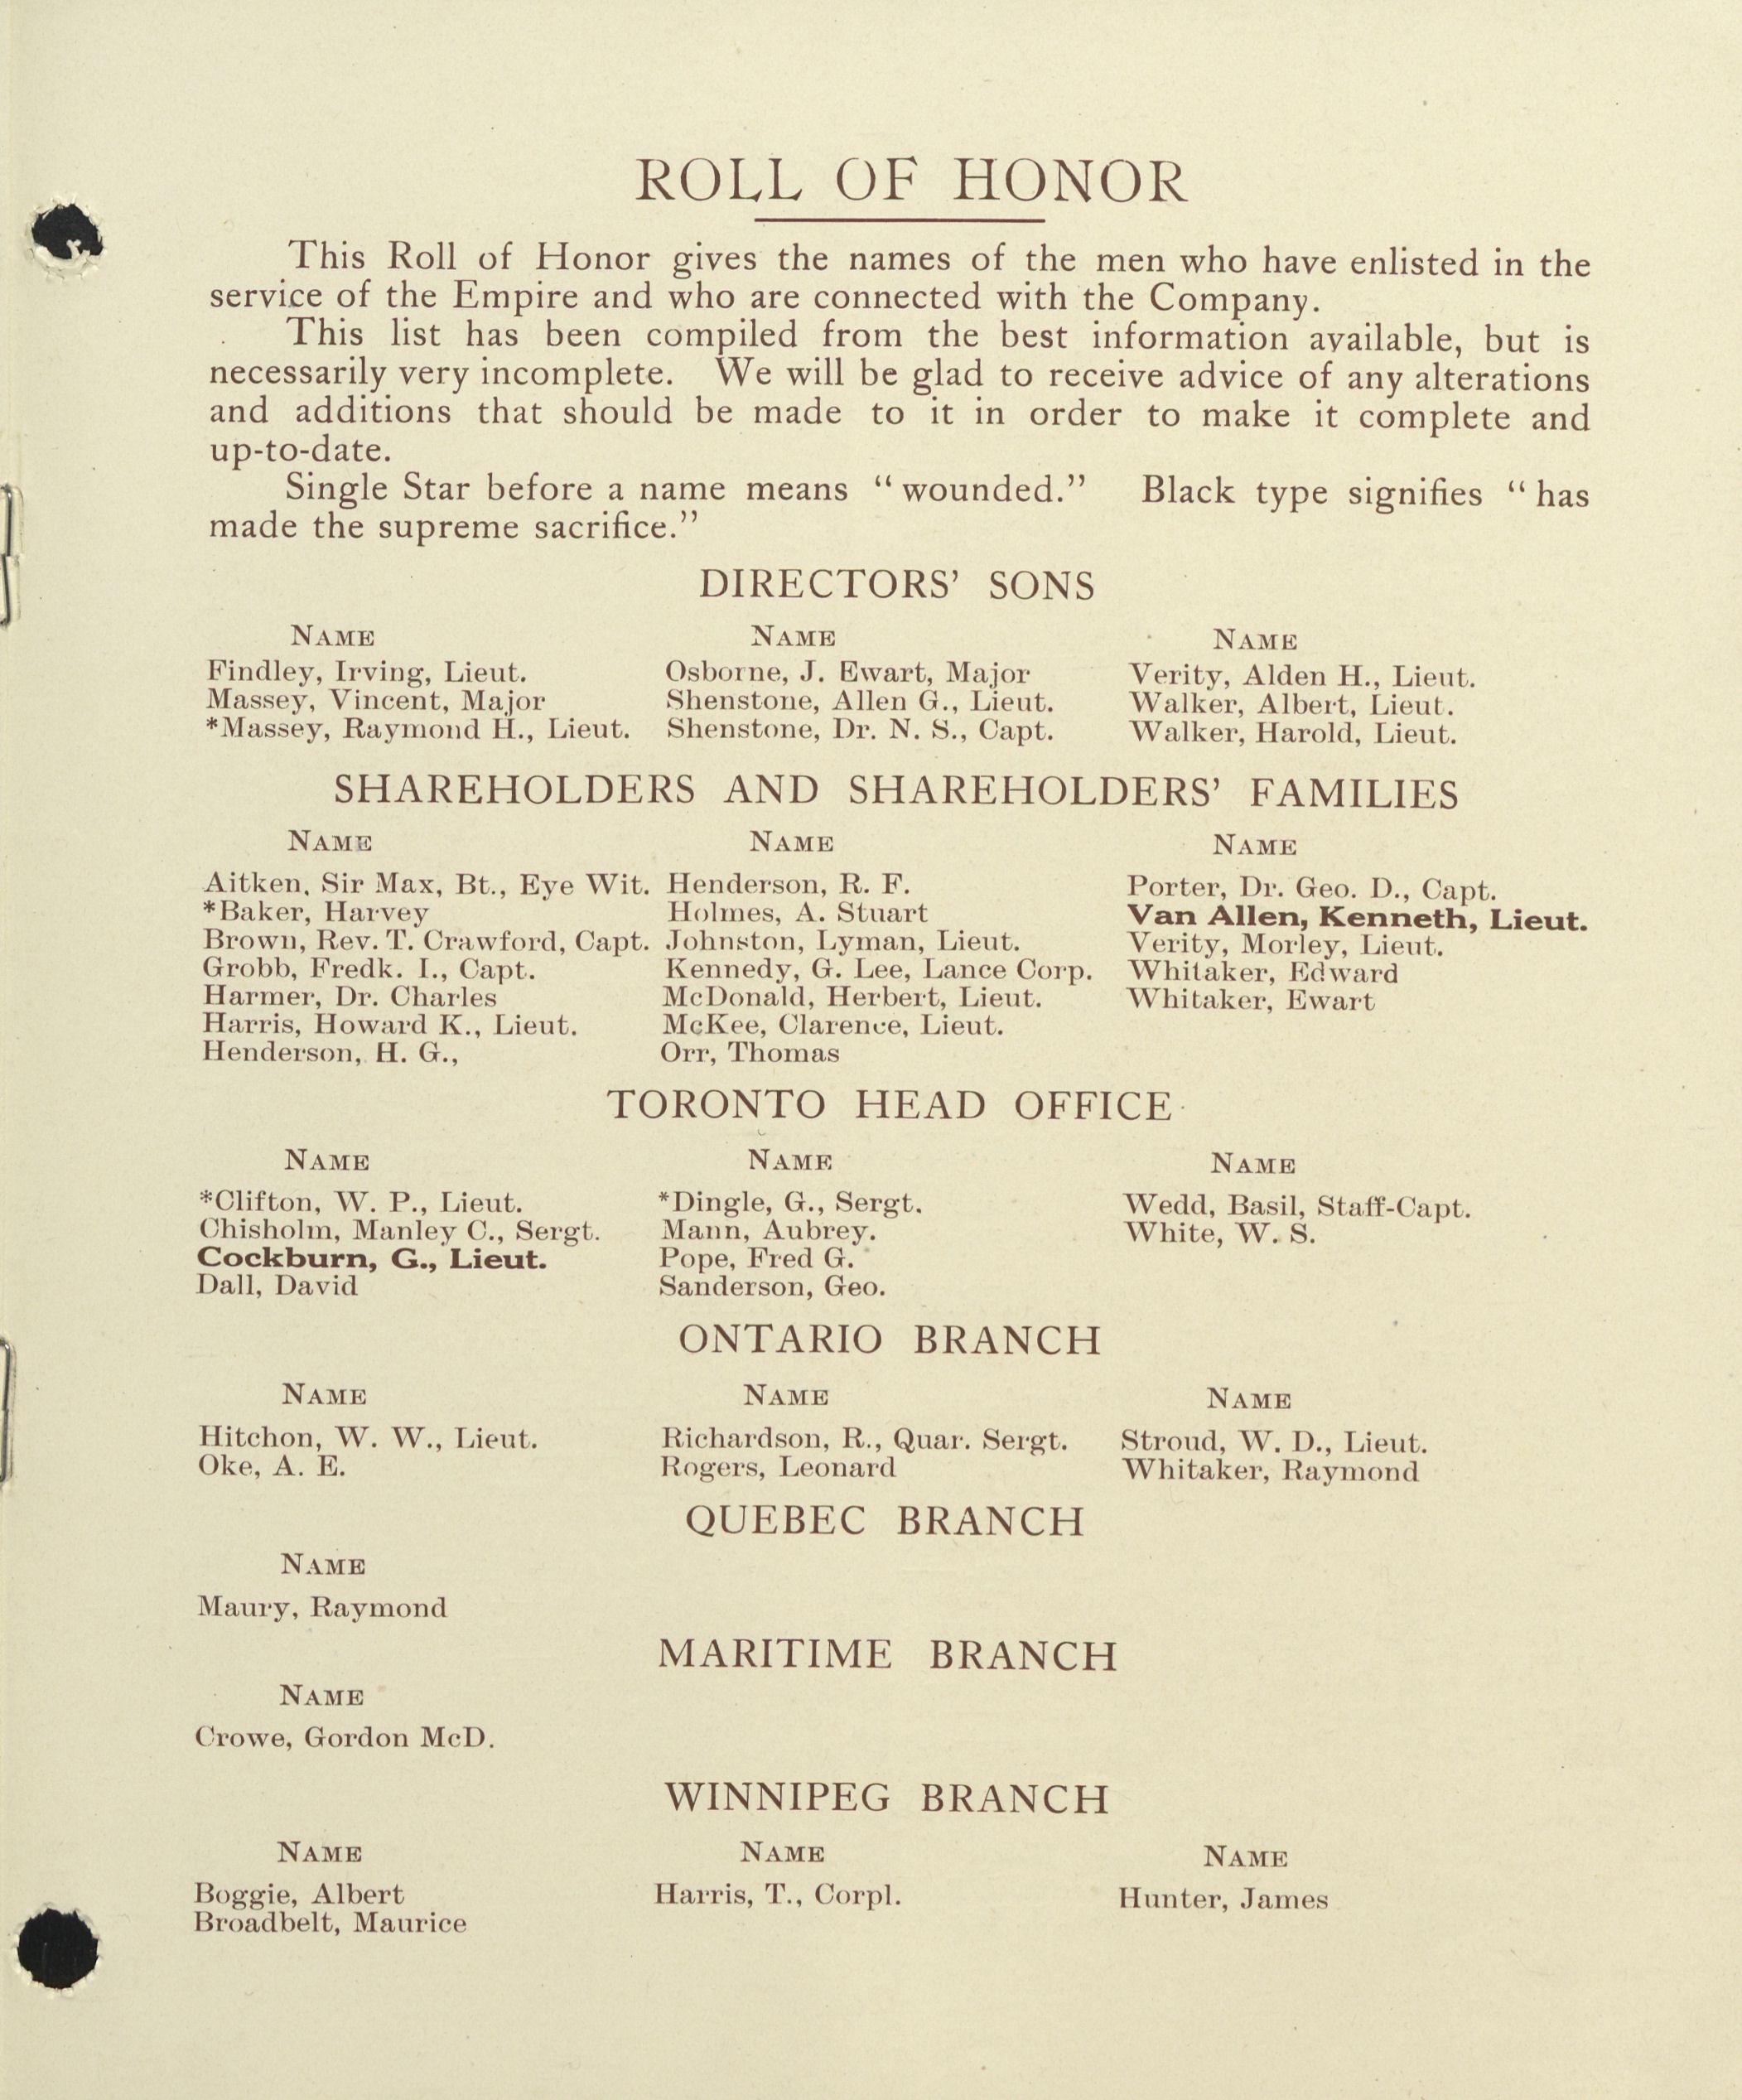 ROLL OF HONOR
This Roll of Honor gives the names of the men who have enlisted in the
service of the Empire and who are connected with the Company.
This list has been compiled from the best information available, but is
necessarily very incomplete. We will be glad to receive advice of any alterations
and additions that should be made to it in order to make it complete and
up-to-date.
Single Star before a name means "wounded." Black type signifies "has
made the supreme sacrifice."
DIRECTORS' SONS
NAME
Findley, Irving, Lieut.
Massey, Vincent, Major
*Massey, Raymond H., Lieut.
NAME
Osborne, J. Ewart, Major
Shenstone, Allen G., Lieut.
Shenstone, Dr. N. S., Capt.
NAME
Verity, Alden H., Lieut.
Walker, Albert, Lieut.
Walker, Harold, Lieut.
SHAREHOLDERS AND SHAREHOLDERS' FAMILIES
NAME
Aitken, Sir Max, Bt., Eye Wit.
*Baker, Harvey
Brown, Rev. T. Crawford, Capt.
Grobb, Fredk. I., Capt.
Harmer, Dr. Charles
Harris, Howard K., Lieut.
Henderson, H. G.,
NAME
Henderson, R. F.
Holmes, A. Stuart
Johnston, Lyman, Lieut.
Kennedy, G. Lee, Lance Corp.
McDonald, Herbert, Lieut.
McKee, Clarence, Lieut.
Orr, Thomas
NAME
Porter, Dr. Geo. D., Capt.
Van Allen, Kenneth, Lieut.
Verity, Morley, Lieut.
Whitaker, Edward
Whitaker, Ewart
TORONTO HEAD OFFICE
NAME
*Clifton, W. P., Lieut.
Chisholm, Manley C., Sergt.
Cockburn, G., Lieut.
Dall, David
NAME
*Dingle, G., Sergt.
Mann, Aubrey.
Pope, Fred G.
Sanderson, Geo.
NAME
Wedd, Basil, Staff-Capt.
White, W. S.
ONTARIO BRANCH
NAME
Hitchon, W. W., Lieut.
Oke, A. E.
NAME
Richardson, R., Quar. Sergt.
Rogers, Leonard
NAME
Stroud, W. D., Lieut.
Whitaker, Raymond
QUEBEC BRANCH
NAME
Maury, Raymond
MARITIME BRANCH
NAME
Crowe, Gordon McD.
WINNIPEG BRANCH
NAME
Boggie, Albert
Broadbelt, Maurice
NAME
Harris, T., Corpl.
NAME
Hunter, James